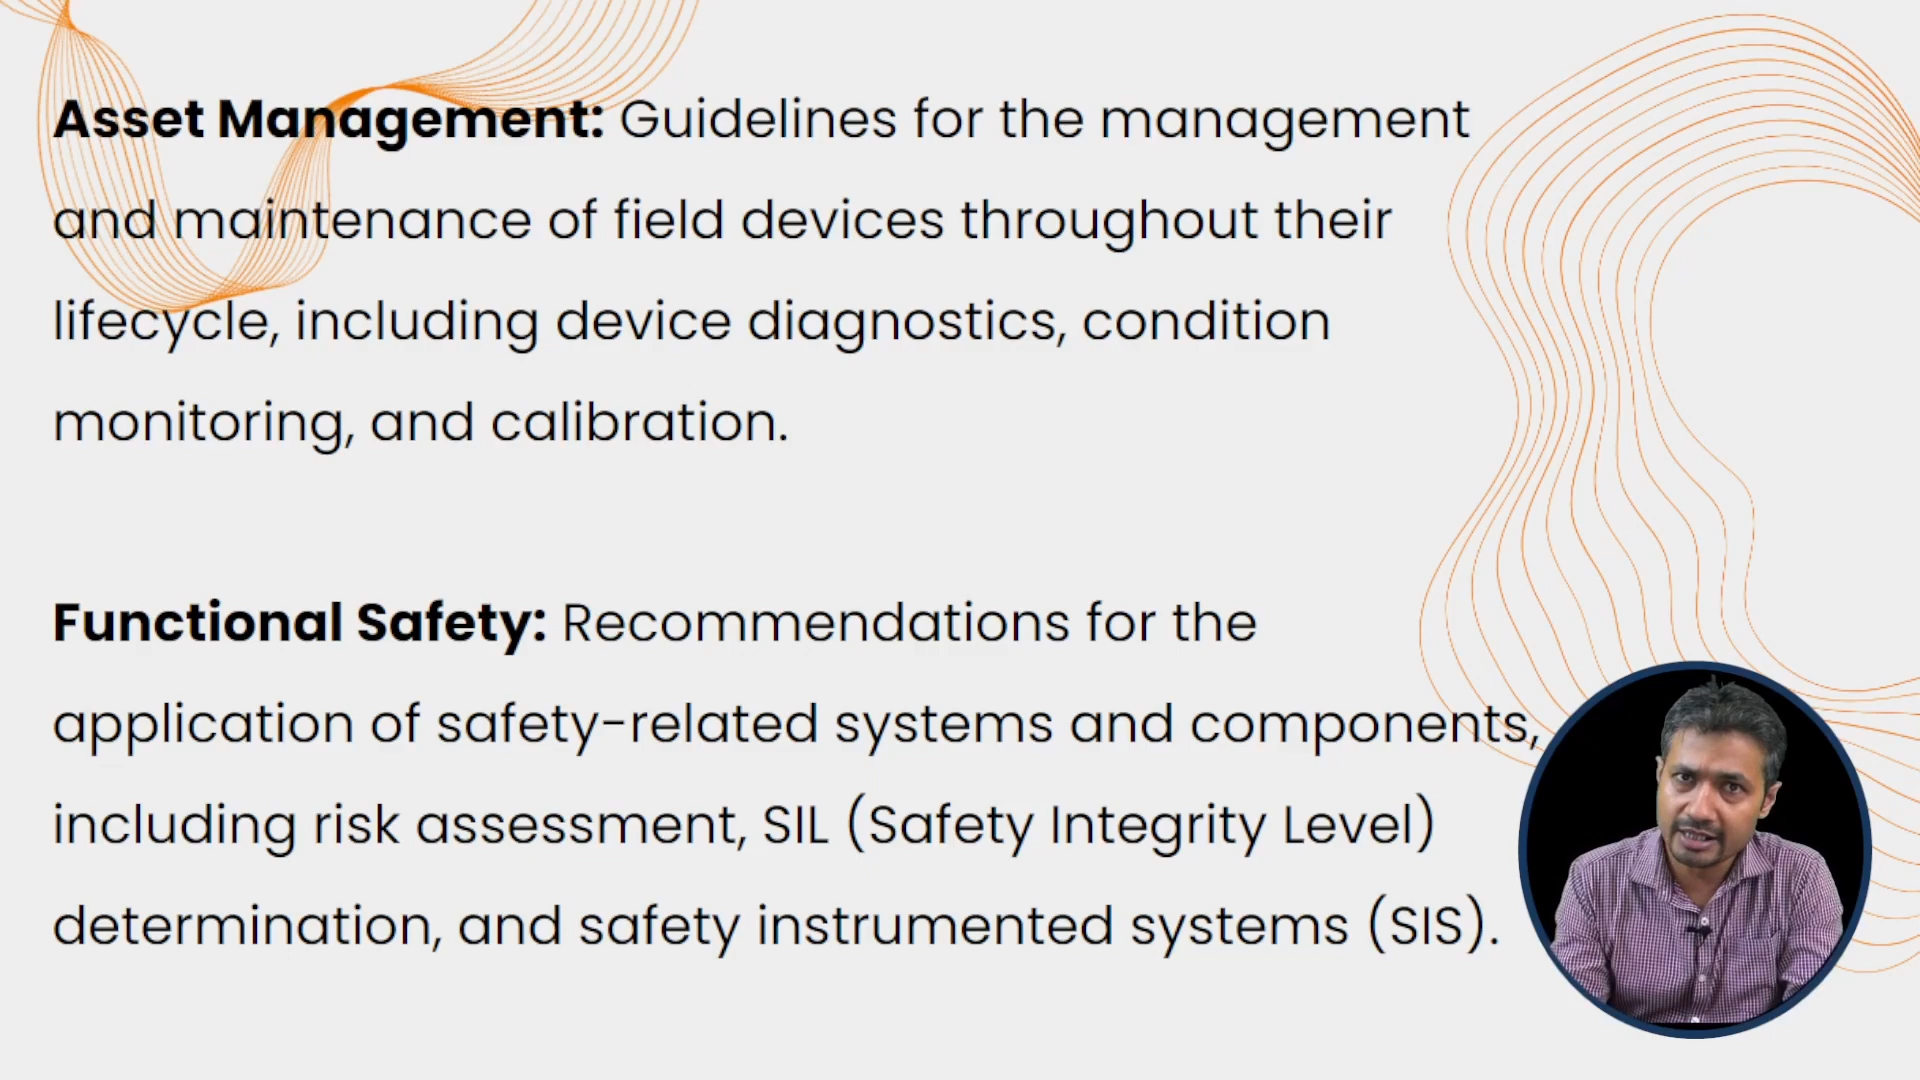 Asset Management: Guidelines for the management
and maintenance of field devices throughout their
lifecycle, including device diagnostics, condition
monitoring, and calibration.
Functional Safety: Recommendations for the
application of safety-related systems and components,
including risk assessment, SIL (Safety Integrity Level)
determination, and safety instrumented systems (SIS).